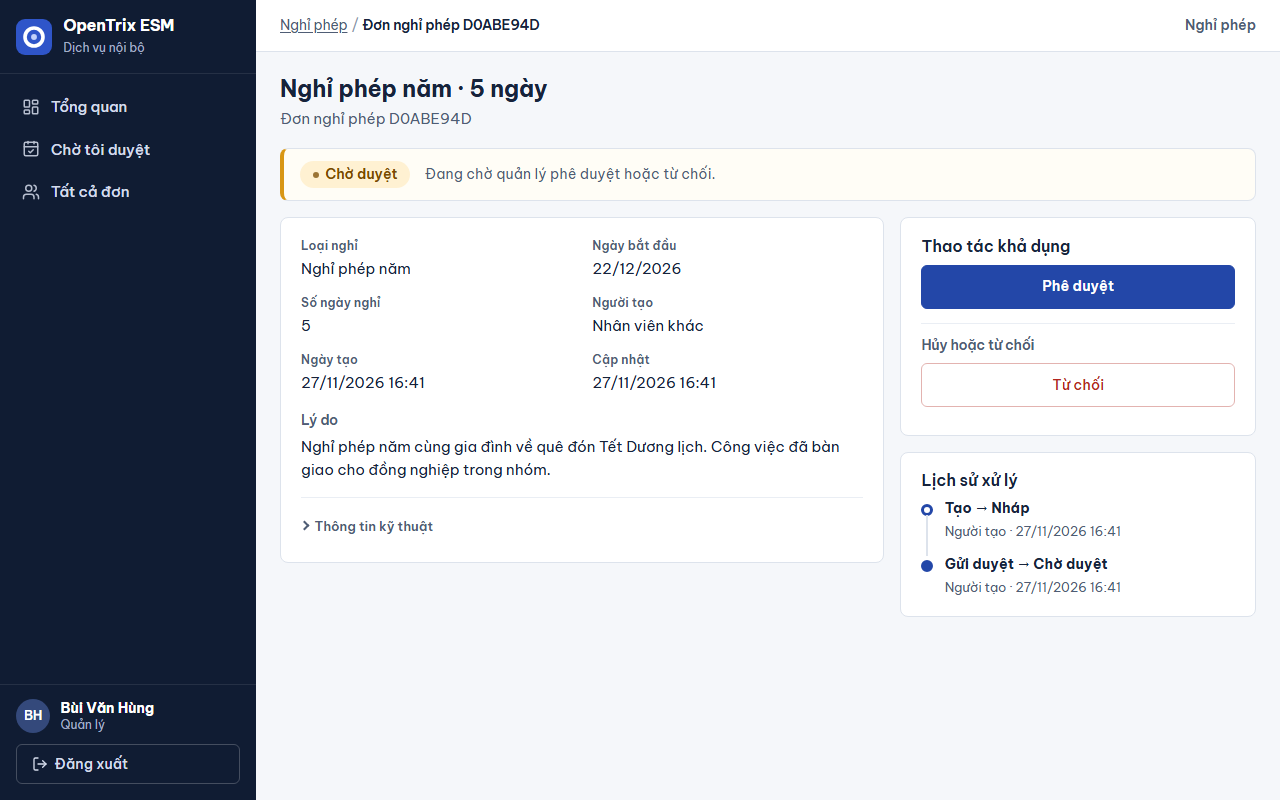 OpenTrix ESM
Dịch vụ nội bộ
Tổng quan
Chờ tôi duyệt
Tất cả đơn
BH
Bùi Văn Hùng
Quản lý
Đăng xuất
Nghỉ phép / Đơn nghỉ phép D0ABE94D
Nghỉ phép
Nghỉ phép năm · 5 ngày
Đơn nghỉ phép D0ABE94D
Chờ duyệt Đang chờ quản lý phê duyệt hoặc từ chối.
Loại nghỉ
Nghỉ phép năm
Ngày bắt đầu
22/12/2026
Số ngày nghỉ
5
Người tạo
Nhân viên khác
Ngày tạo
27/11/2026 16:41
Cập nhật
27/11/2026 16:41
Lý do
Nghỉ phép năm cùng gia đình về quê đón Tết Dương lịch. Công việc đã bàn
giao cho đồng nghiệp trong nhóm.
Thông tin kỹ thuật
Thao tác khả dụng
Phê duyệt
Hủy hoặc từ chối
Từ chối
Lịch sử xử lý
Tạo → Nháp
Người tạo · 27/11/2026 16:41
Gửi duyệt → Chờ duyệt
Người tạo · 27/11/2026 16:41